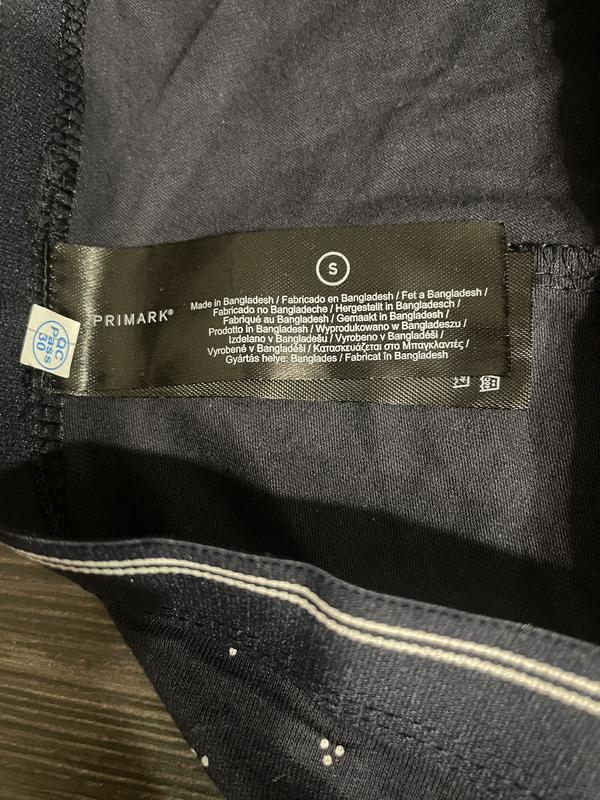 S
PRIMARK®
Made in Bangladesh / Fabricado en Bangladesh / Fet a Bangladesh /
Fabricado no Bangladeche / Hergestellt in Bangladesch /
Fabriqué au Bangladesh / Gemaakt in Bangladesh /
Prodotto in Bangladesh / Wyprodukowano w Bangladeszu /
Izdelano v Bangladešu / Vyrobeno v Bangladéši /
Vyrobené v Bangladéši / Κατασκευάζεται στο Μπαγκλαντές /
Gyártás helye: Banglades / Fabricat în Bangladesh
QC
Pass
30